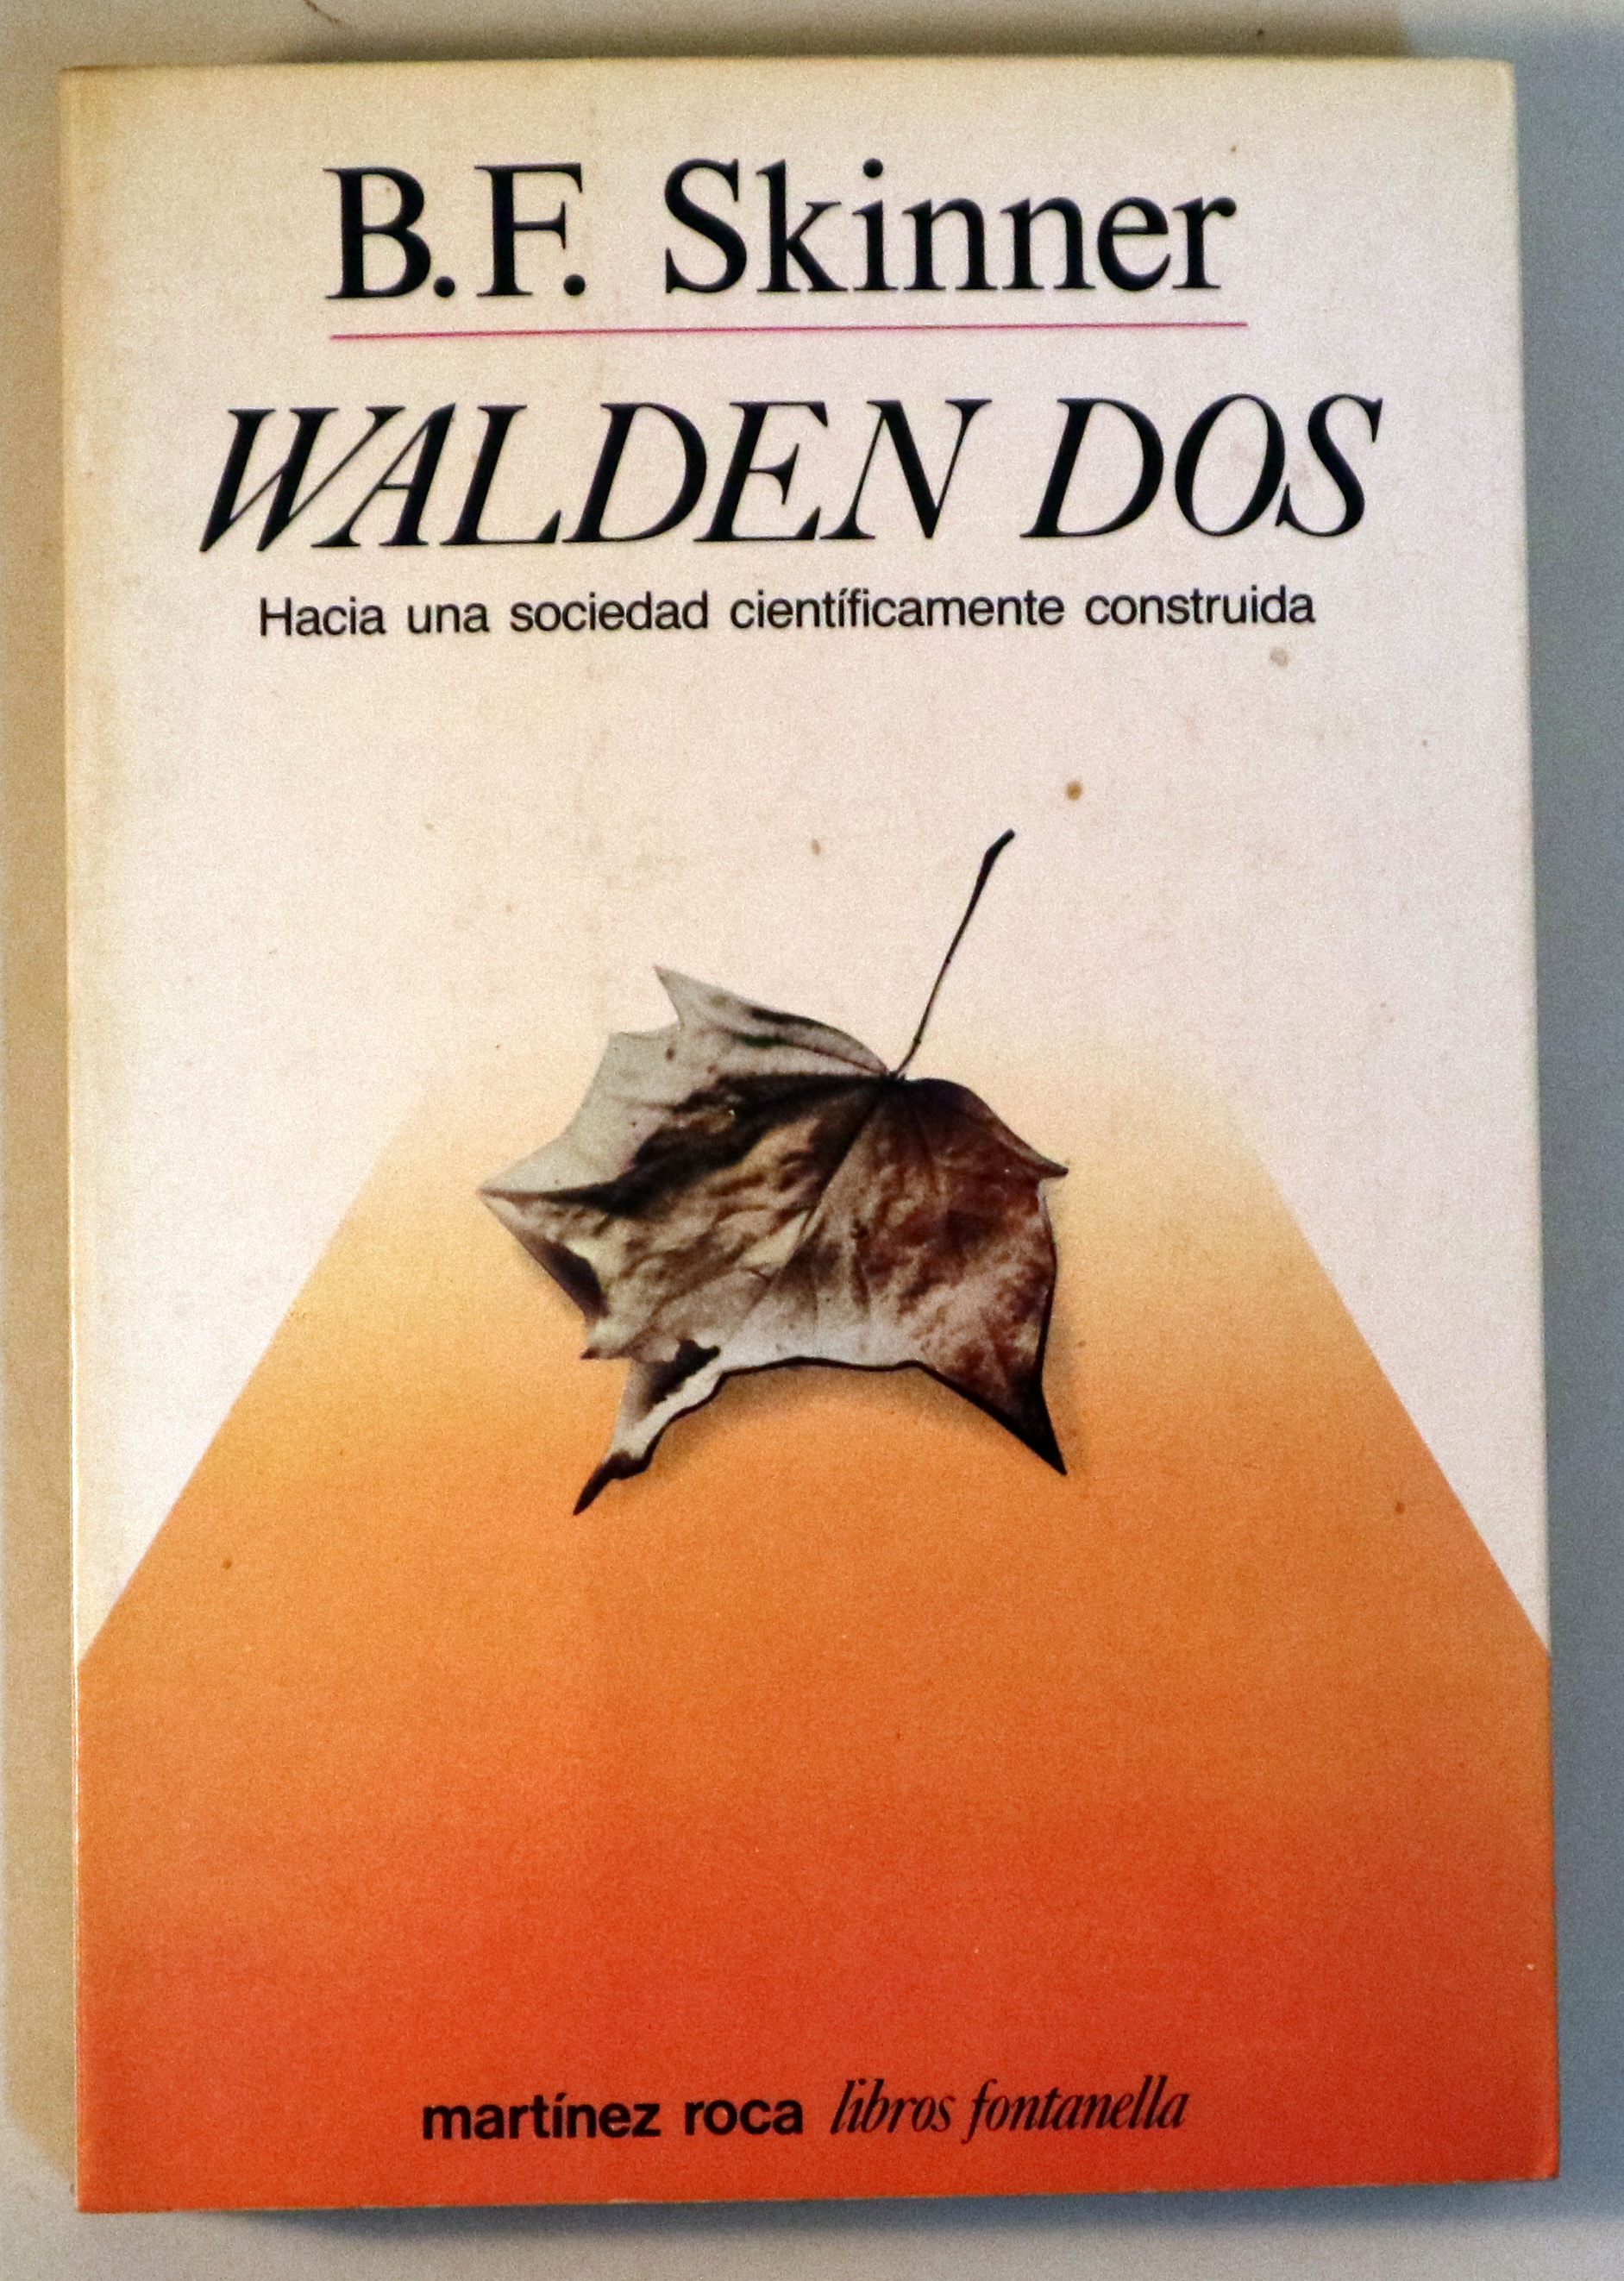 B.F. Skinner
WALDEN DOS
Hacia una sociedad científicamente construida
martínez roca libros fontanella